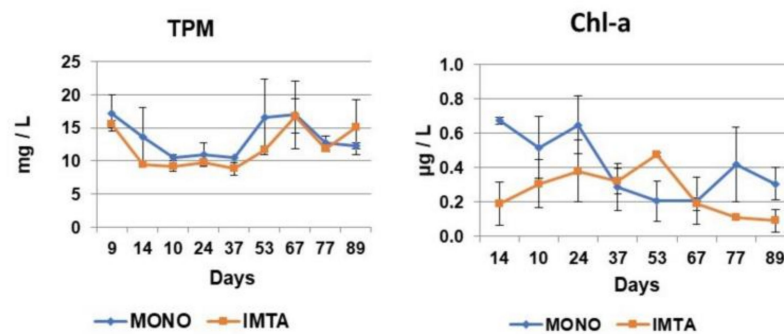 TPM
25
20
15
10
5
0
mg / L
9 14 10 24 37 53 67 77 89
Days
MONO IMTA
Chl-a
1.0
0.8
0.6
0.4
0.2
0.0
µg / L
14 10 24 37 53 67 77 89
Days
MONO IMTA